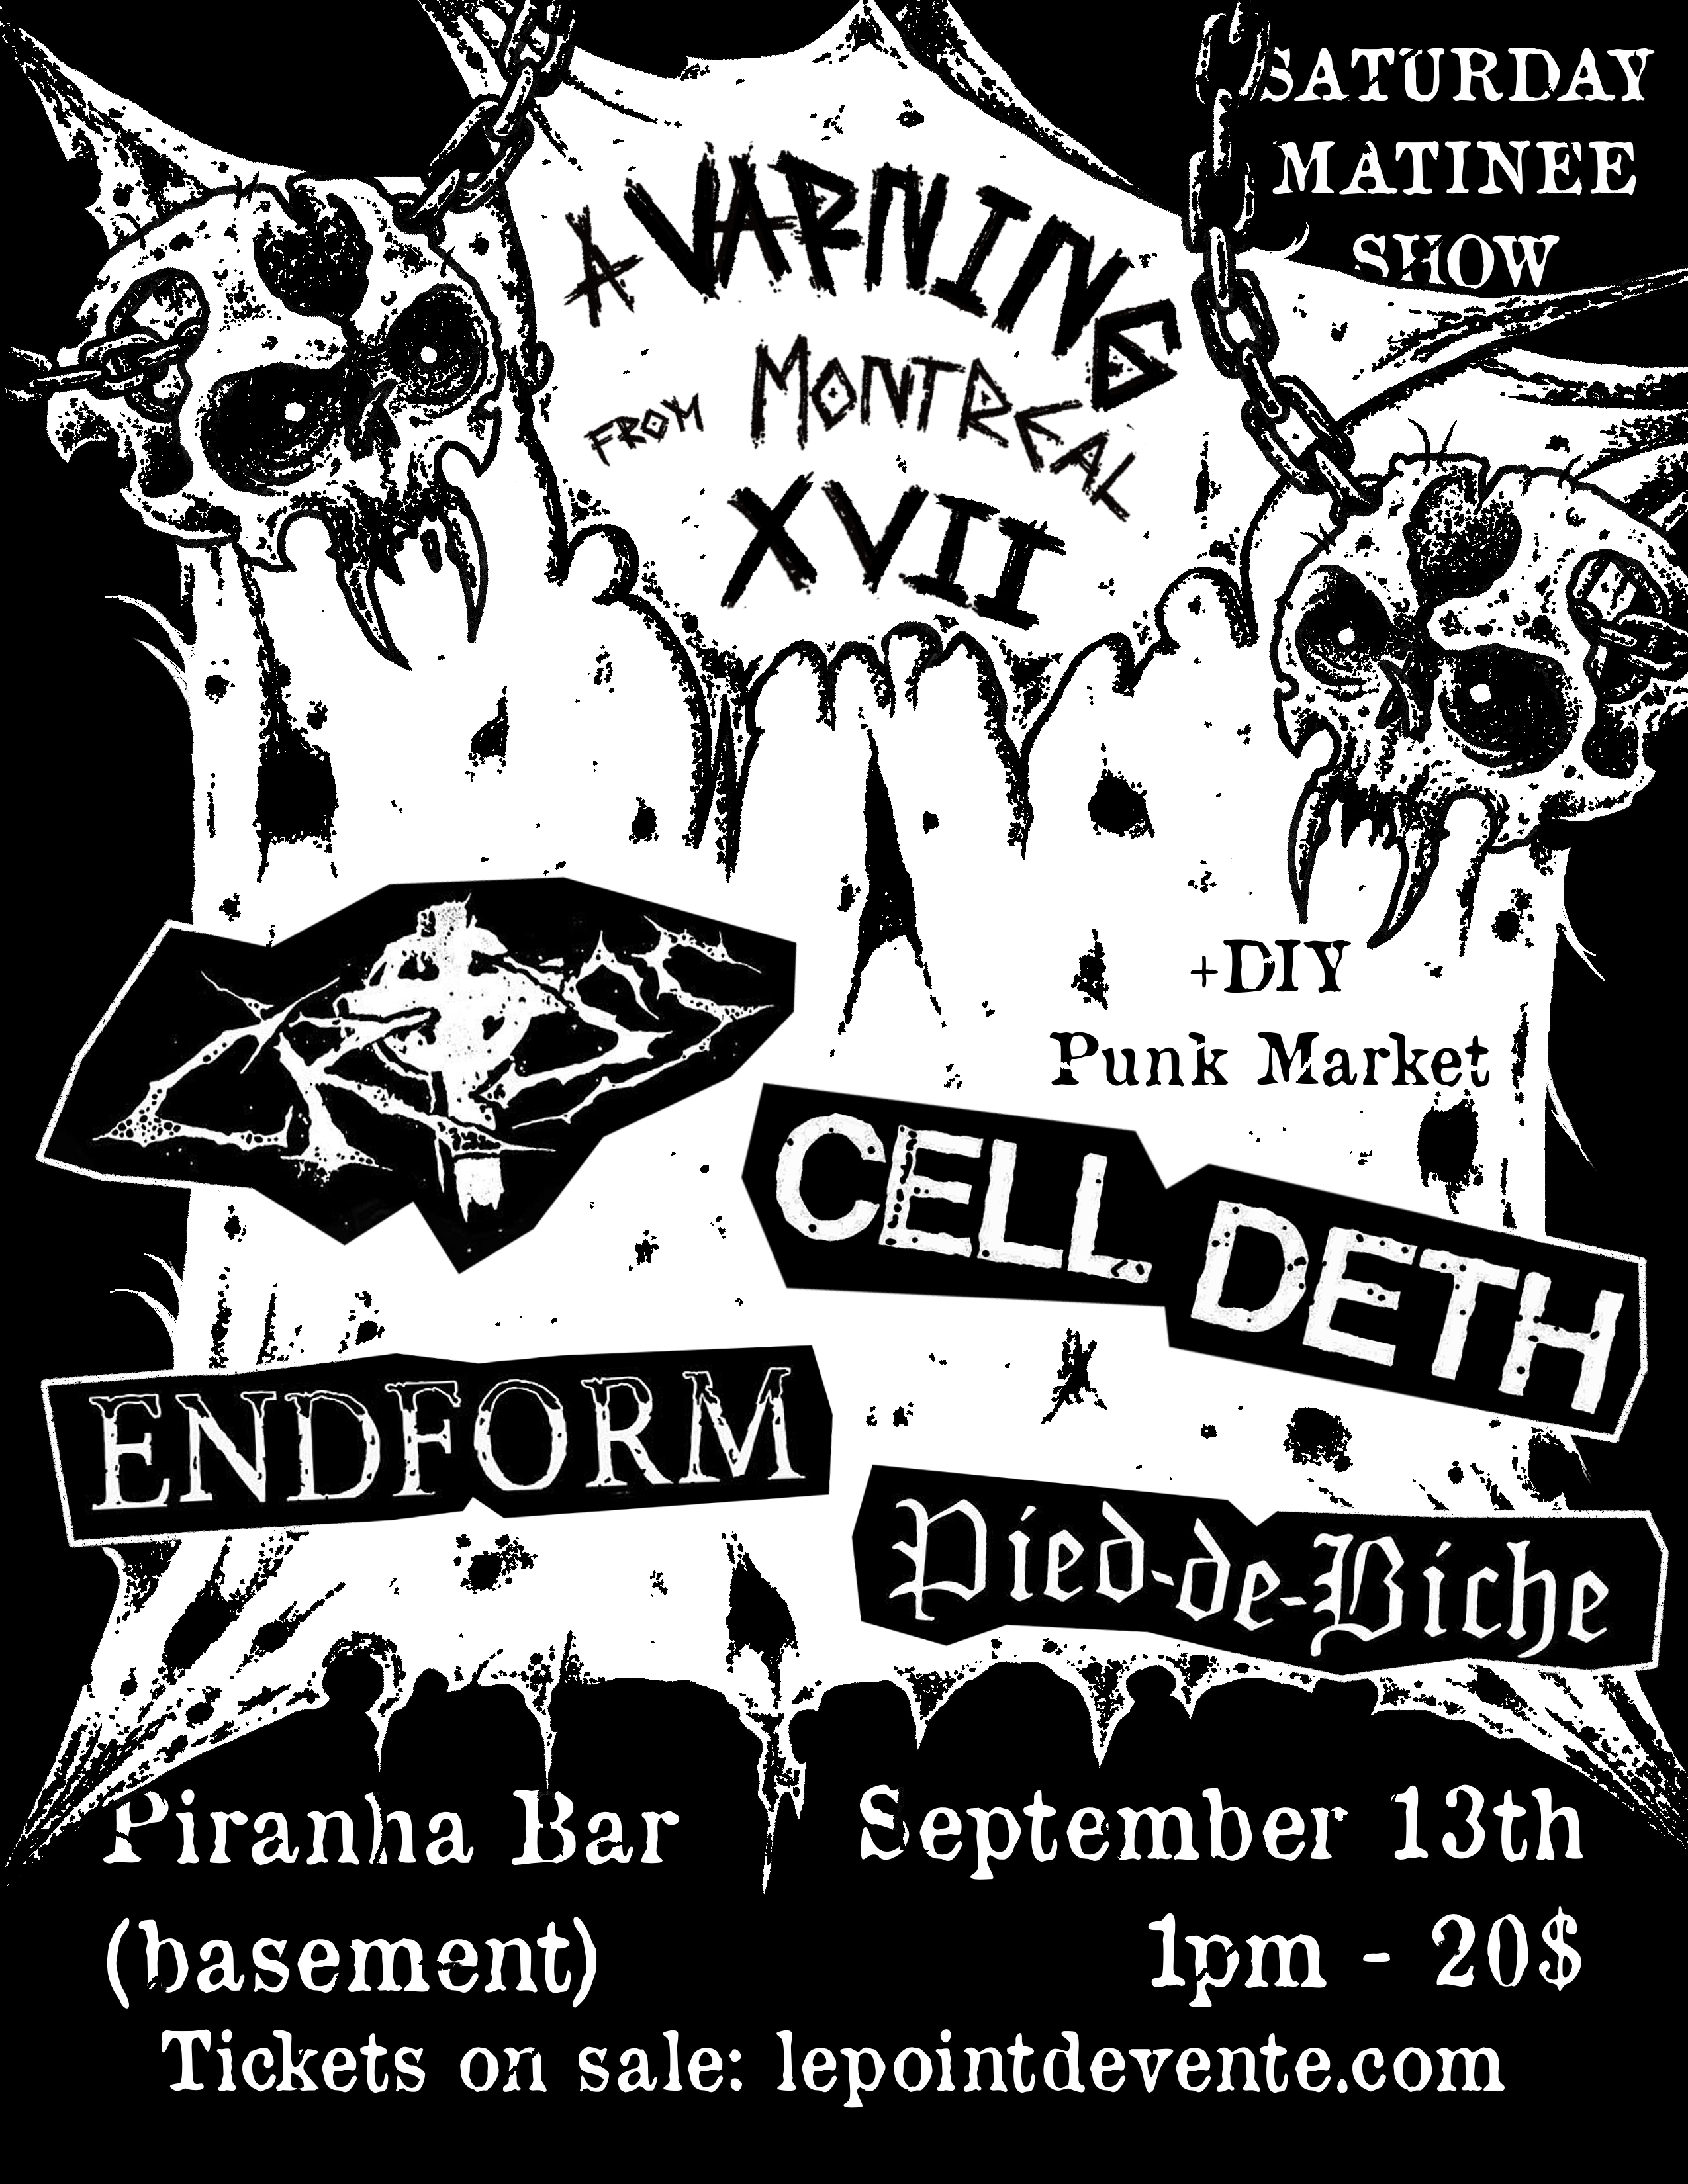 SATURDAY
MATINEE
SHOW
A VARNING
FROM MONTREAL
XVII
+DIY
Punk Market
CELL DETH
ENDFORM
Pied-de-Biche
Piranha Bar
(basement)
September 13th
1pm - 20$
Tickets on sale: lepointdevente.com